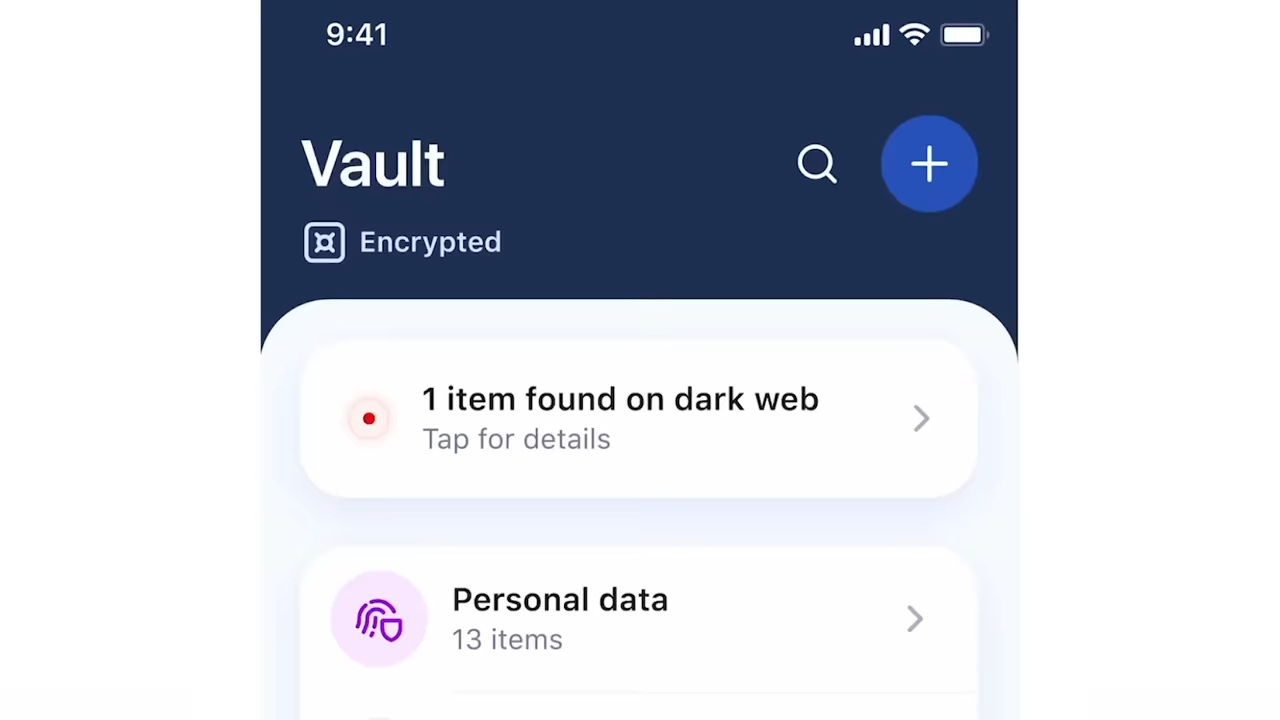 9:41
Vault
Encrypted
1 item found on dark web
Tap for details
Personal data
13 items